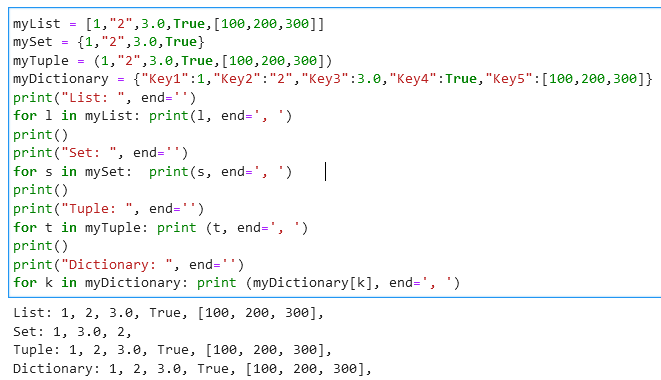 myList = [1,"2",3.0,True,[100,200,300]]
mySet = {1,"2",3.0,True}
myTuple = (1,"2",3.0,True,[100,200,300])
myDictionary = {"Key1":1,"Key2":"2","Key3":3.0,"Key4":True,"Key5":[100,200,300]}
print("List: ", end='')
for l in myList: print(l, end=', ')
print()
print("Set: ", end='')
for s in mySet:  print(s, end=', ')
print()
print("Tuple: ", end='')
for t in myTuple: print (t, end=', ')
print()
print("Dictionary: ", end='')
for k in myDictionary: print (myDictionary[k], end=', ')
List: 1, 2, 3.0, True, [100, 200, 300],
Set: 1, 3.0, 2,
Tuple: 1, 2, 3.0, True, [100, 200, 300],
Dictionary: 1, 2, 3.0, True, [100, 200, 300],